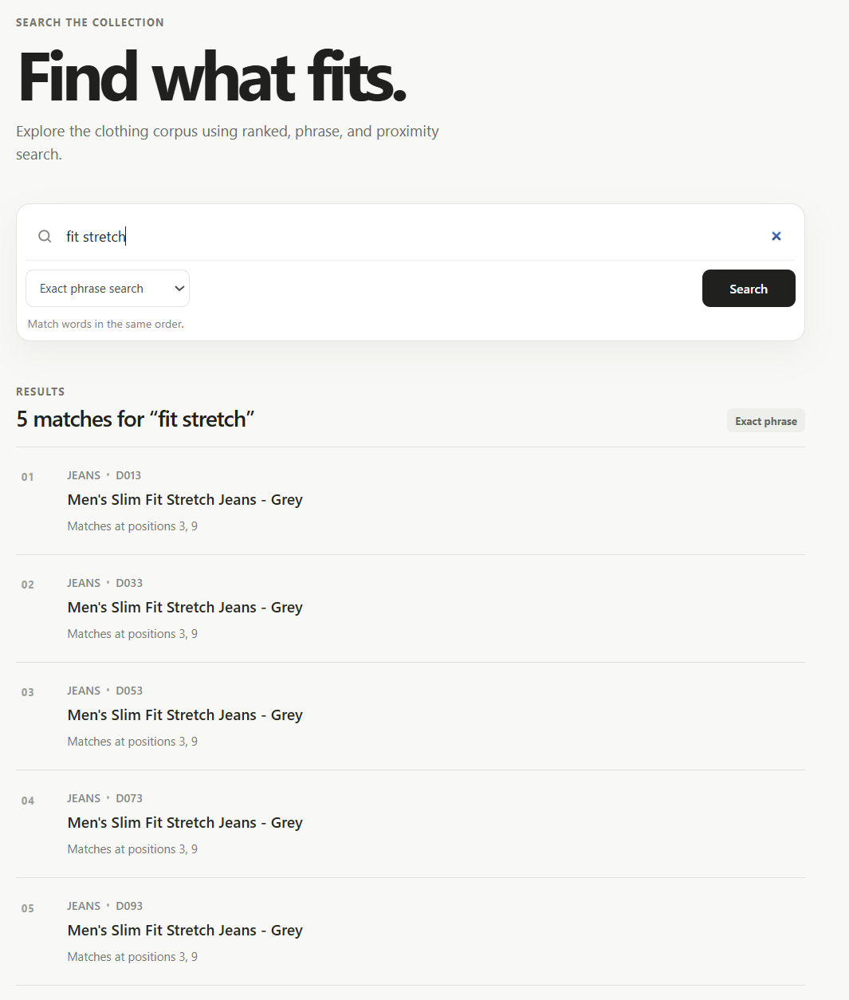 SEARCH THE COLLECTION
Find what fits.
Explore the clothing corpus using ranked, phrase, and proximity
search.
fit stretch
Exact phrase search
Search
Match words in the same order.
RESULTS
5 matches for “fit stretch”
Exact phrase
01
JEANS • D013
Men's Slim Fit Stretch Jeans - Grey
Matches at positions 3, 9
02
JEANS • D033
Men's Slim Fit Stretch Jeans - Grey
Matches at positions 3, 9
03
JEANS • D053
Men's Slim Fit Stretch Jeans - Grey
Matches at positions 3, 9
04
JEANS • D073
Men's Slim Fit Stretch Jeans - Grey
Matches at positions 3, 9
05
JEANS • D093
Men's Slim Fit Stretch Jeans - Grey
Matches at positions 3, 9